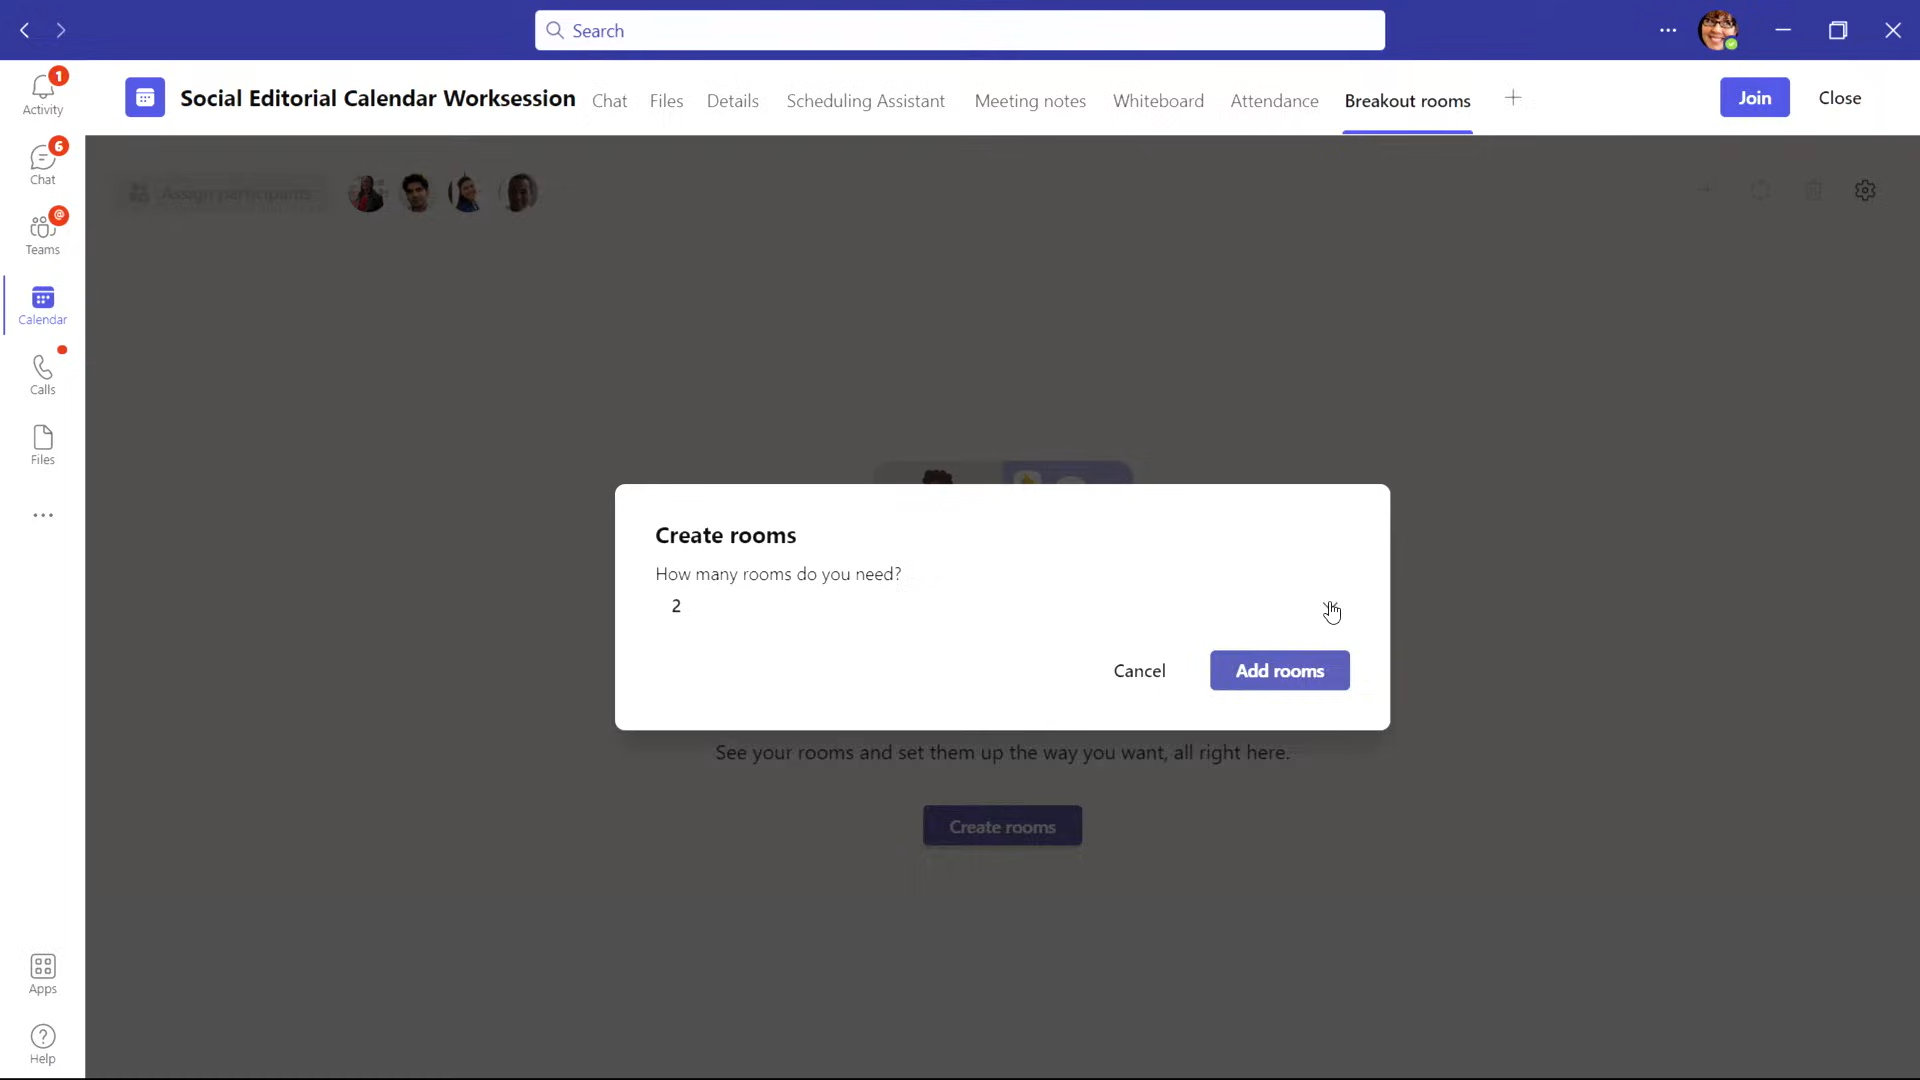 Search
Activity
1
Chat
6
Teams
@
Calendar
Calls
Files
Apps
Help
Social Editorial Calendar Worksession
Chat
Files
Details
Scheduling Assistant
Meeting notes
Whiteboard
Attendance
Breakout rooms
Join
Close
Assign participants
Create rooms
How many rooms do you need?
2
Cancel
Add rooms
See your rooms and set them up the way you want, all right here.
Create rooms